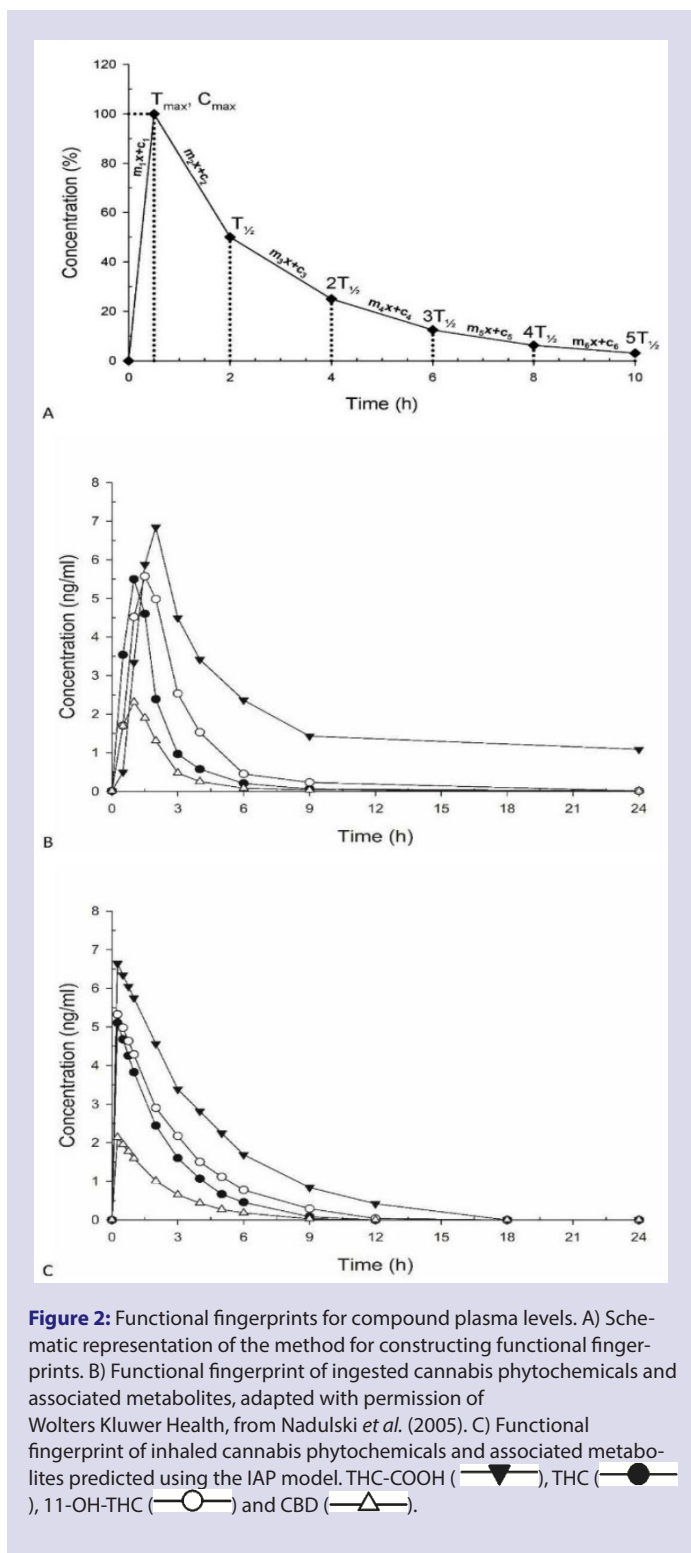 120
100
80
60
40
20
0
Concentration (%)
Tmax, Cmax
m1x+c1
m2x+c2
T½
m3x+c3
2T½
m4x+c4
3T½
m5x+c5
4T½
m6x+c6
5T½
0 2 4 6 8 10
Time (h)
A
8
7
6
5
4
3
2
1
0
Concentration (ng/ml)
0 3 6 9 12 15 18 21 24
Time (h)
B
8
7
6
5
4
3
2
1
0
Concentration (ng/ml)
0 3 6 9 12 15 18 21 24
Time (h)
C
Figure 2: Functional fingerprints for compound plasma levels. A) Sche-
matic representation of the method for constructing functional finger-
prints. B) Functional fingerprint of ingested cannabis phytochemicals and
associated metabolites, adapted with permission of
Wolters Kluwer Health, from Nadulski et al. (2005). C) Functional
fingerprint of inhaled cannabis phytochemicals and associated metabo-
lites predicted using the IAP model. THC-COOH (▼), THC (●
), 11-OH-THC (○) and CBD (△).